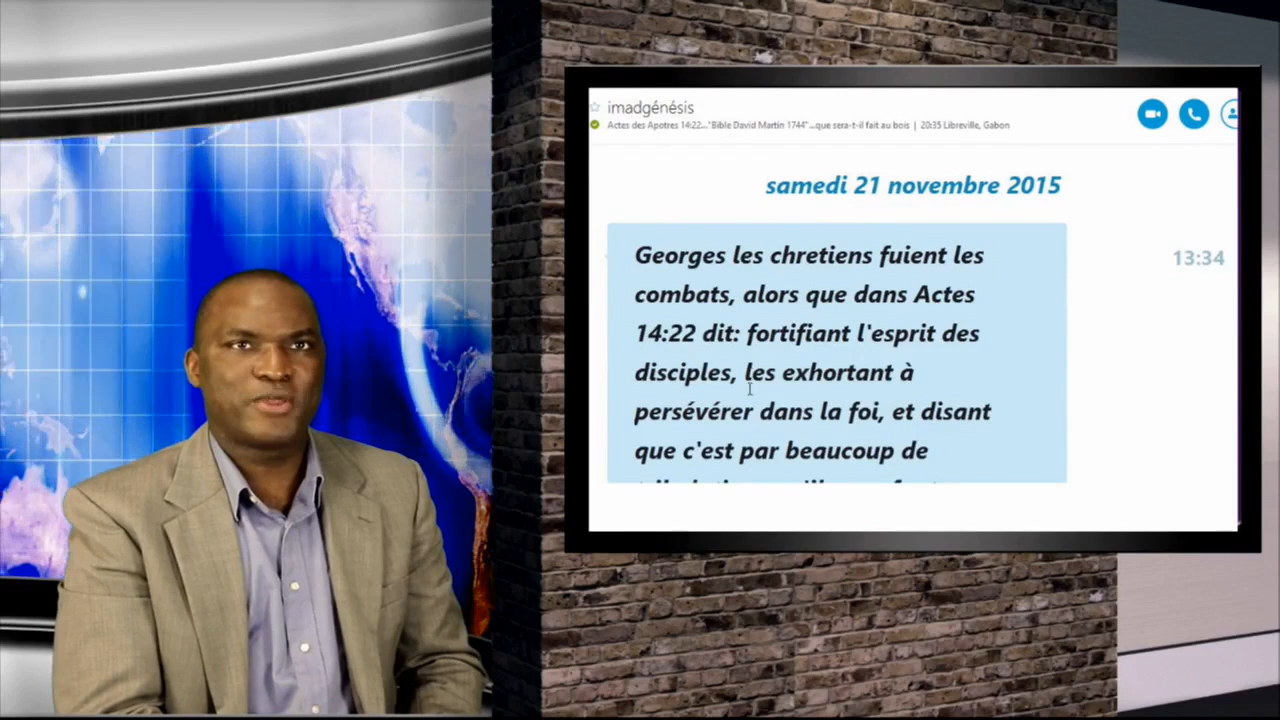 imadgénésis
Actes des Apotres 14:22..."Bible David Martin 1744"...que sera-t-il fait au bois | 20:35 Libreville, Gabon
samedi 21 novembre 2015
Georges les chretiens fuient les
13:34
combats, alors que dans Actes
14:22 dit: fortifiant l'esprit des
disciples, les exhortant à
persévérer dans la foi, et disant
que c'est par beaucoup de